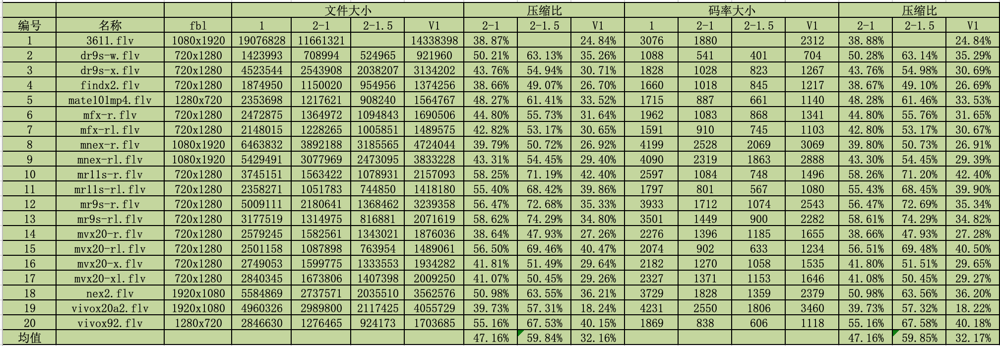 文件大小 压缩比 码率大小 压缩比
编号 名称 fbl 1 2-1 2-1.5 V1 2-1 2-1.5 V1 1 2-1 2-1.5 V1 2-1 2-1.5 V1
1 3611.flv 1080x1920 19076828 11661321 14338398 38.87% 24.84% 3076 1880 2312 38.88% 24.84%
2 dr9s-w.flv 720x1280 1423993 708994 524965 921960 50.21% 63.13% 35.26% 1088 541 401 704 50.28% 63.14% 35.29%
3 dr9s-x.flv 720x1280 4523544 2543908 2038207 3134202 43.76% 54.94% 30.71% 1828 1028 823 1267 43.76% 54.98% 30.69%
4 findx2.flv 720x1280 1874950 1150020 954956 1374256 38.66% 49.07% 26.70% 1660 1018 845 1217 38.67% 49.10% 26.69%
5 mate101mp4.flv 1280x720 2353698 1217621 908240 1564767 48.27% 61.41% 33.52% 1715 887 661 1140 48.28% 61.46% 33.53%
6 mfx-r.flv 720x1280 2472875 1364972 1094843 1690506 44.80% 55.73% 31.64% 1962 1083 868 1341 44.80% 55.76% 31.65%
7 mfx-rl.flv 720x1280 2148015 1228265 1005851 1489575 42.82% 53.17% 30.65% 1591 910 745 1103 42.80% 53.17% 30.67%
8 mnex-r.flv 1080x1920 6463832 3892188 3185565 4724044 39.79% 50.72% 26.92% 4199 2528 2069 3069 39.80% 50.73% 26.91%
9 mnex-rl.flv 1080x1920 5429491 3077969 2473095 3833228 43.31% 54.45% 29.40% 4090 2319 1863 2888 43.30% 54.45% 29.39%
10 mr11s-r.flv 720x1280 3745151 1563422 1078931 2157093 58.25% 71.19% 42.40% 2597 1084 748 1496 58.26% 71.20% 42.40%
11 mr11s-rl.flv 720x1280 2358271 1051783 744850 1418180 55.40% 68.42% 39.86% 1797 801 567 1080 55.43% 68.45% 39.90%
12 mr9s-r.flv 720x1280 5009111 2180641 1368462 3239358 56.47% 72.68% 35.33% 3933 1712 1074 2543 56.47% 72.69% 35.34%
13 mr9s-rl.flv 720x1280 3177519 1314975 816881 2071619 58.62% 74.29% 34.80% 3501 1449 900 2282 58.61% 74.29% 34.82%
14 mvx20-r.flv 720x1280 2579245 1582561 1343021 1876036 38.64% 47.93% 27.26% 2276 1396 1185 1655 38.66% 47.93% 27.28%
15 mvx20-rl.flv 720x1280 2501158 1087898 763954 1489061 56.50% 69.46% 40.47% 2074 902 633 1234 56.51% 69.48% 40.50%
16 mvx20-x.flv 720x1280 2749053 1599775 1333553 1934282 41.81% 51.49% 29.64% 2182 1270 1058 1535 41.80% 51.51% 29.65%
17 mvx20-xl.flv 720x1280 2840345 1673806 1407398 2009250 41.07% 50.45% 29.26% 2327 1371 1153 1646 41.08% 50.45% 29.27%
18 nex2.flv 1920x1080 5584869 2737571 2035510 3562576 50.98% 63.55% 36.21% 3729 1828 1359 2379 50.98% 63.56% 36.20%
19 vivox20a2.flv 1920x1080 4960326 2989800 2117425 4055729 39.73% 57.31% 18.24% 4231 2550 1806 3460 39.73% 57.32% 18.22%
20 vivox92.flv 1280x720 2846630 1276465 924173 1703685 55.16% 67.53% 40.15% 1869 838 606 1118 55.16% 67.58% 40.18%
均值 47.16% 59.84% 32.16% 47.16% 59.85% 32.17%